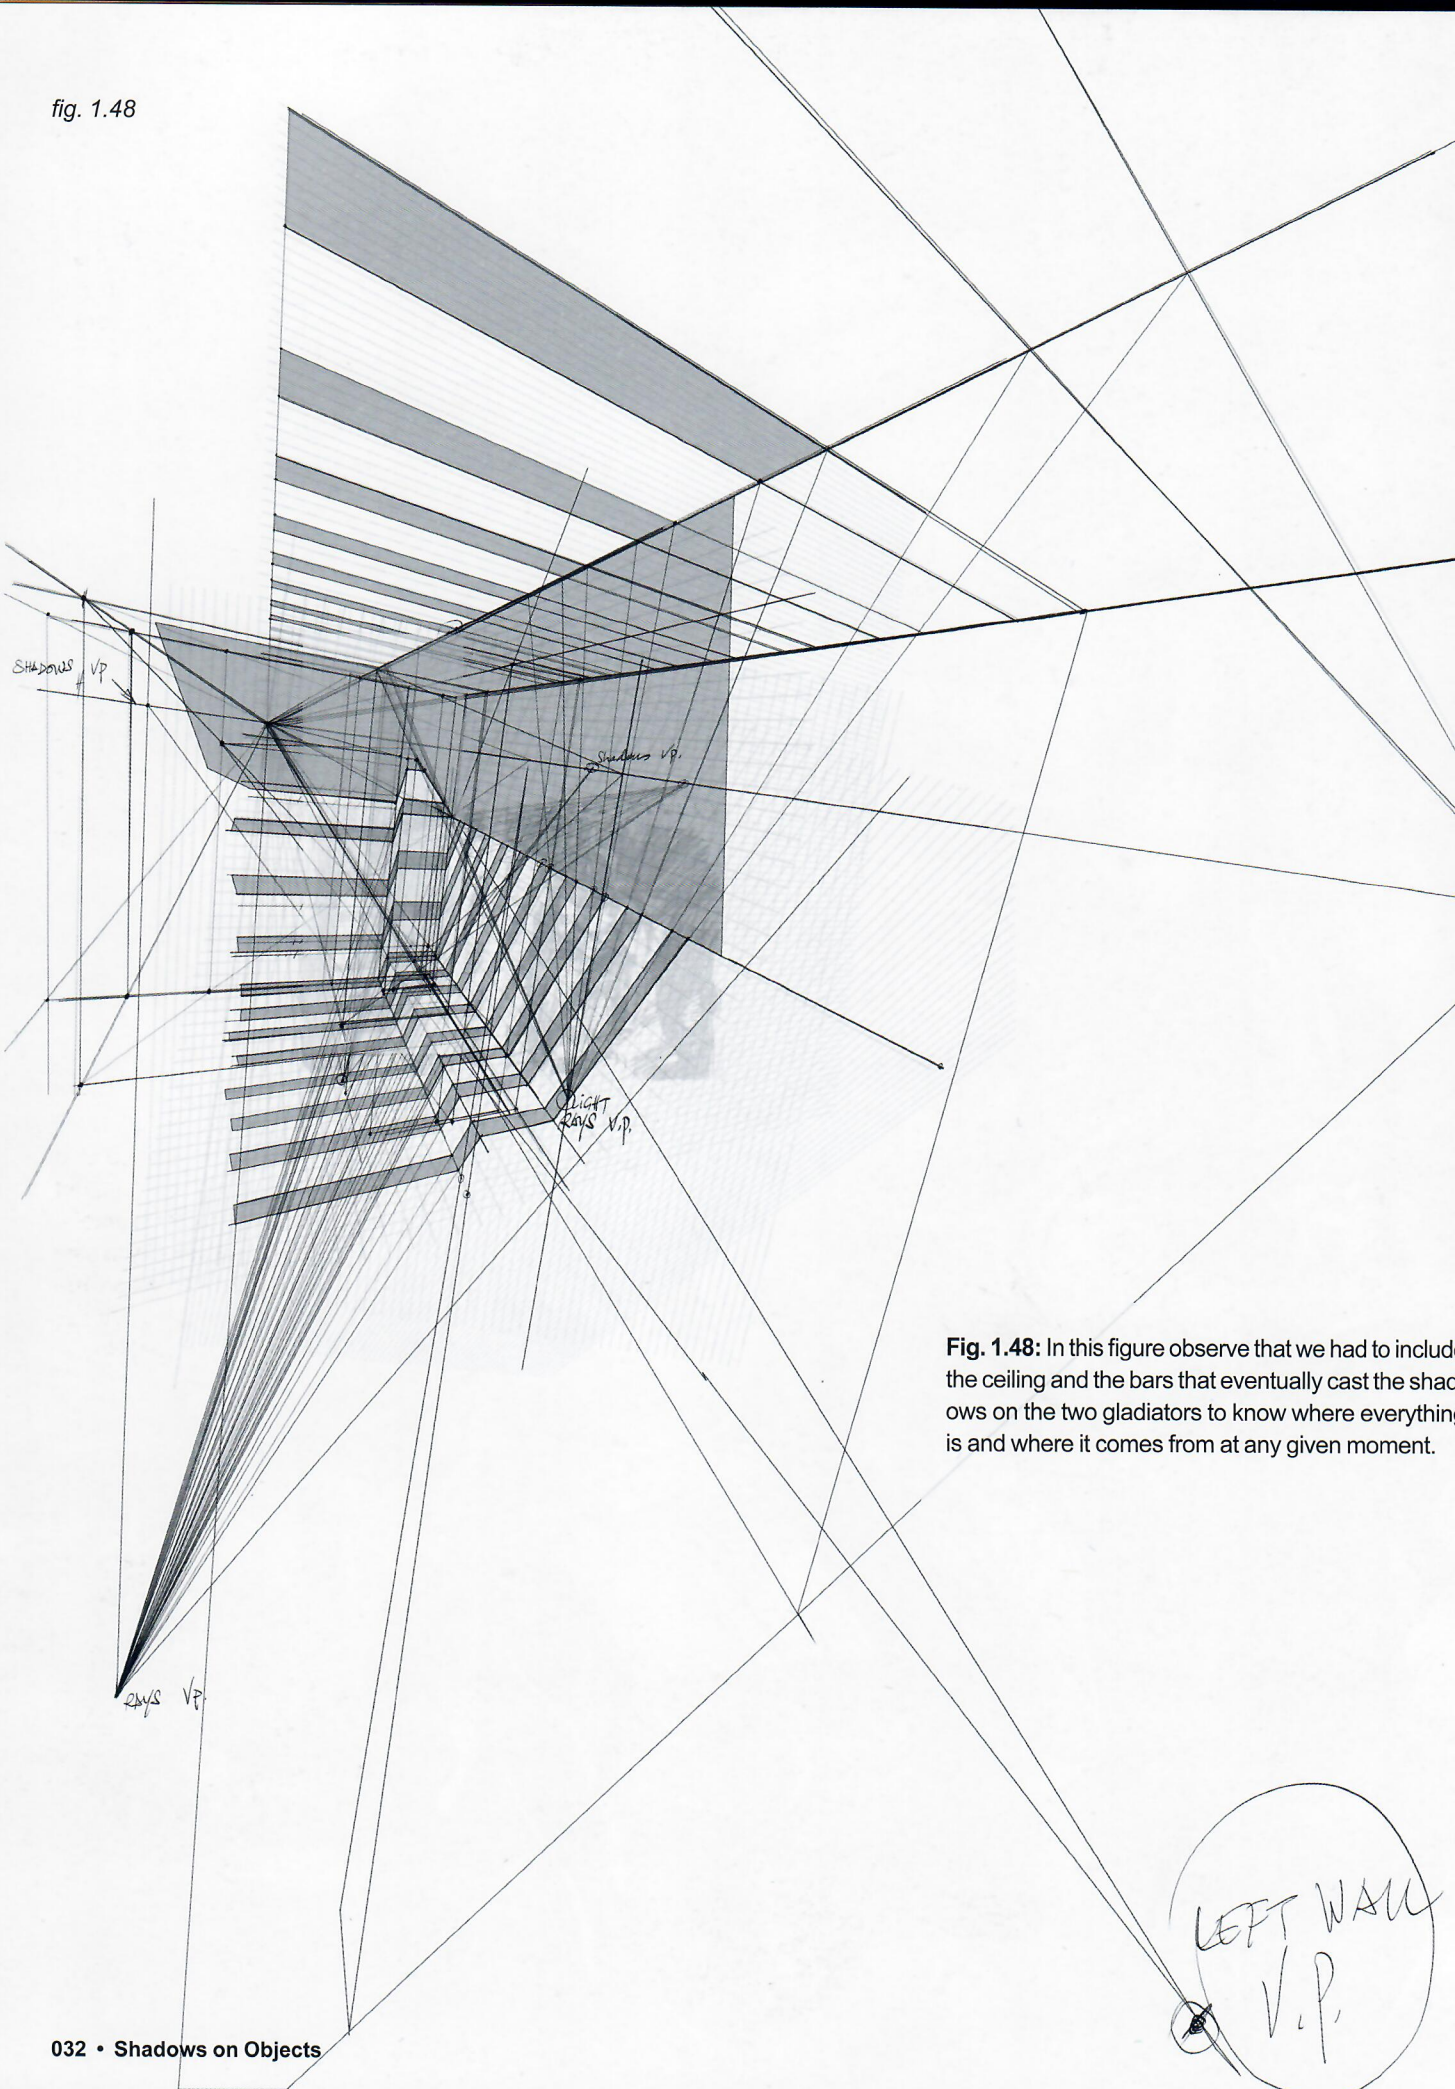 fig. 1.48
SHADOWS VP
Shadows VP.
LIGHT
RAYS V.P.
Fig. 1.48: In this figure observe that we had to includ
the ceiling and the bars that eventually cast the shad
ows on the two gladiators to know where everything
is and where it comes from at any given moment.
RAYS VP.
LEFT WALL
V.P.
032 • Shadows on Objects